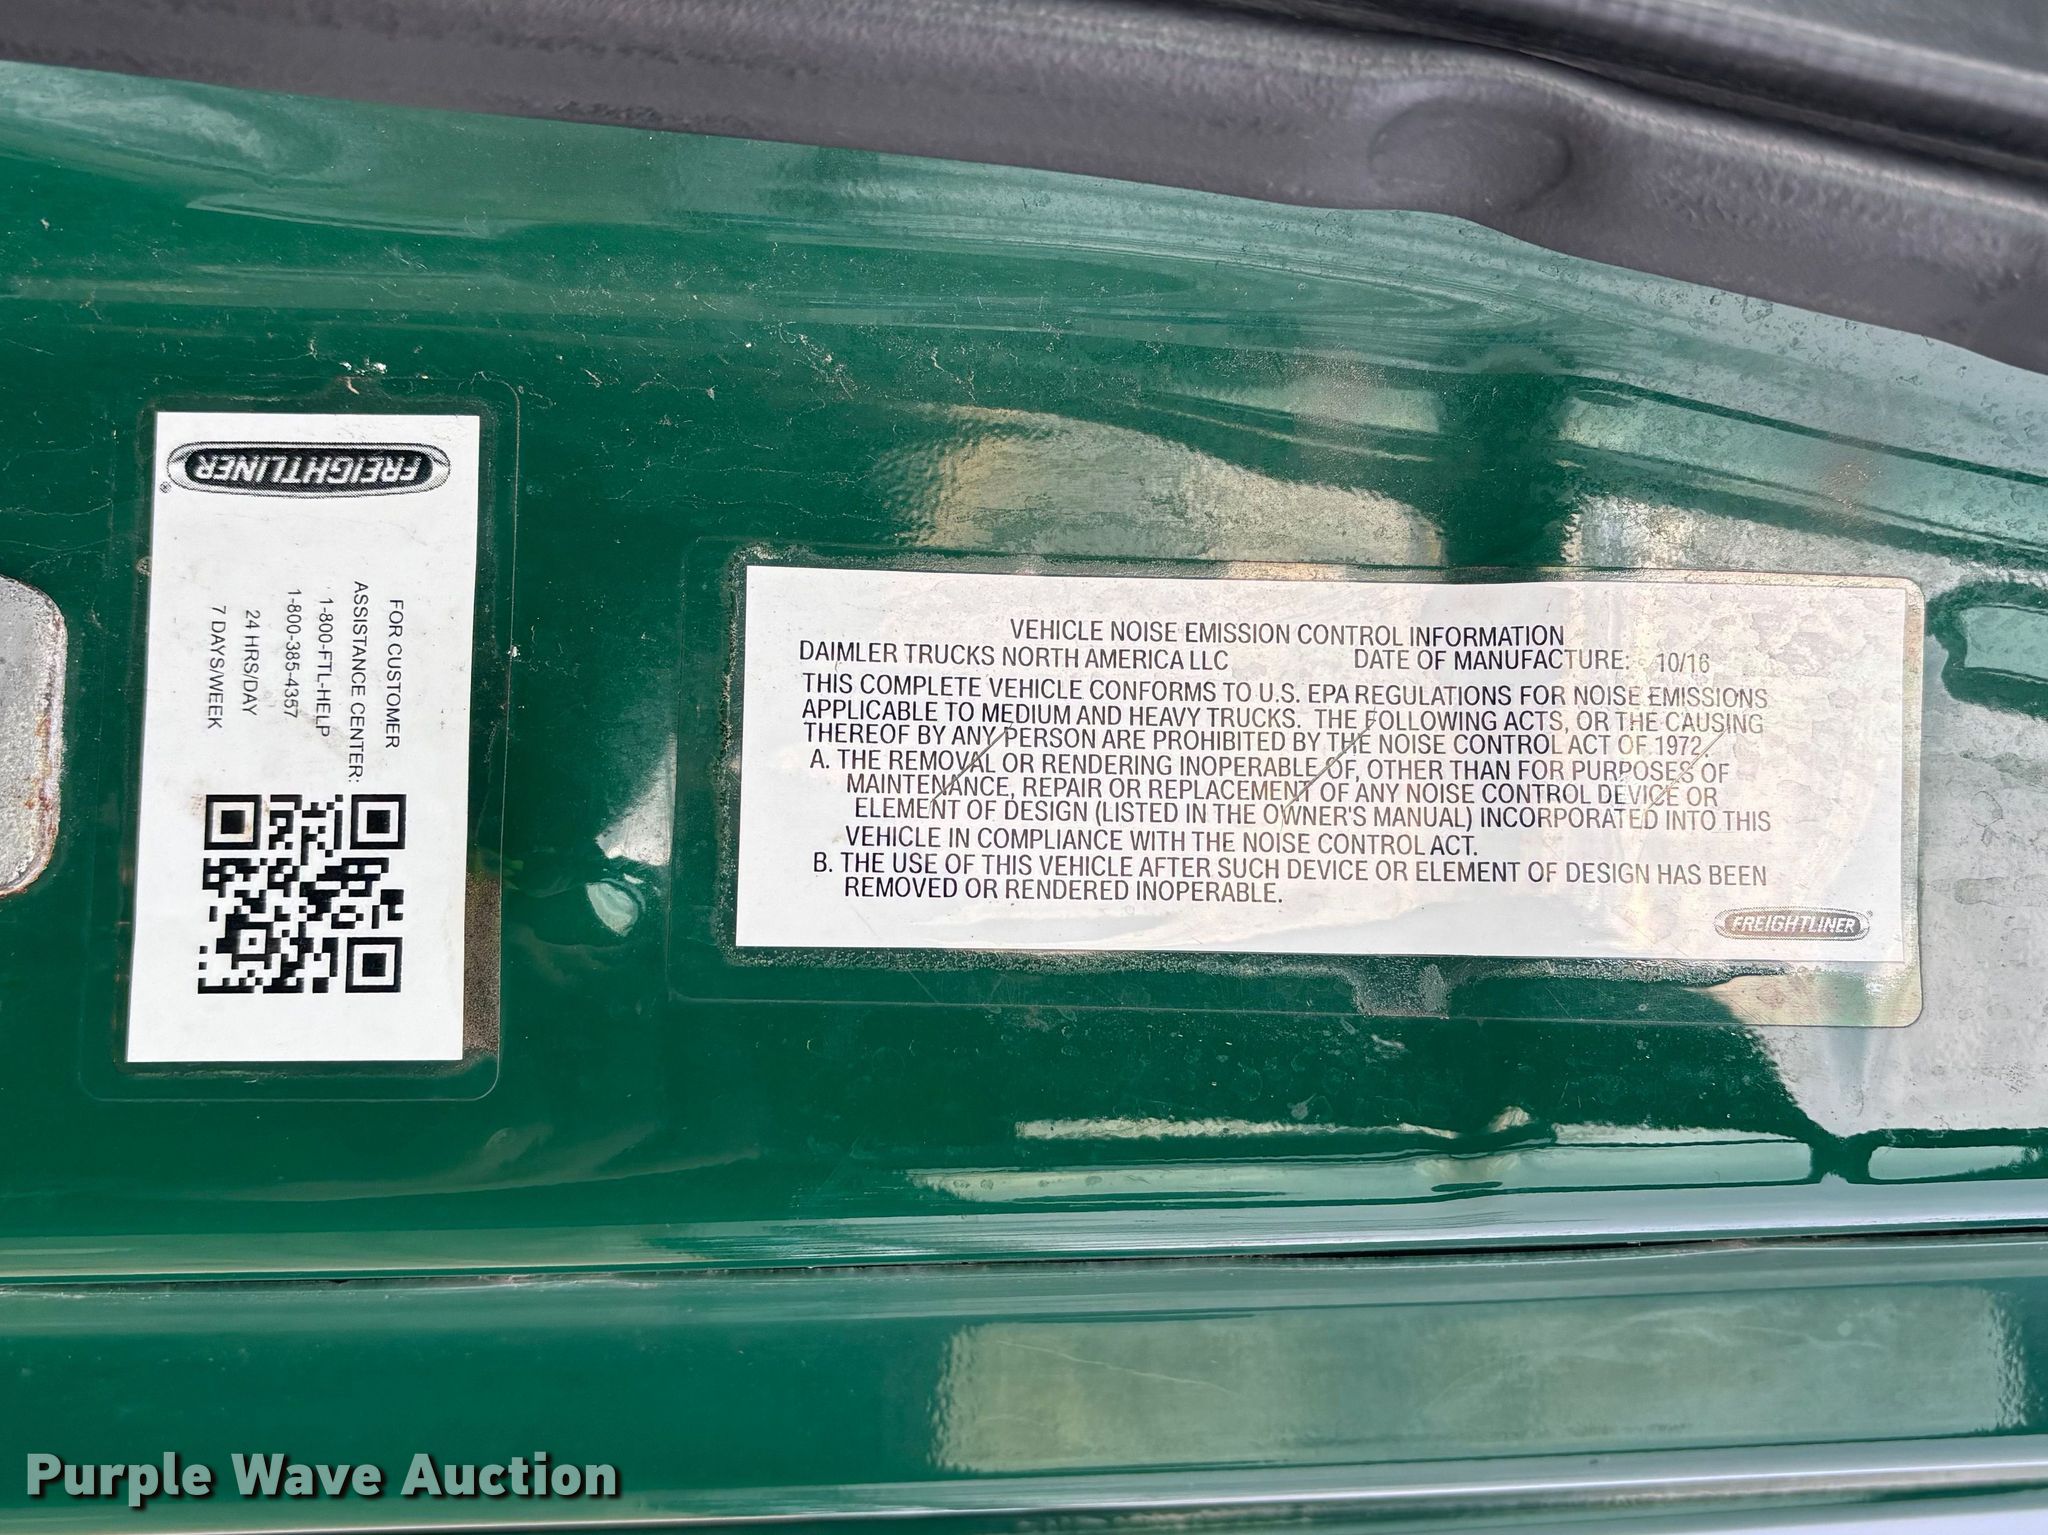 FREIGHTLINER
FOR CUSTOMER
ASSISTANCE CENTER:
1-800-FTL-HELP
1-800-385-4357
24 HRS/DAY
7 DAYS/WEEK
VEHICLE NOISE EMISSION CONTROL INFORMATION
DAIMLER TRUCKS NORTH AMERICA LLC DATE OF MANUFACTURE: 10/16
THIS COMPLETE VEHICLE CONFORMS TO U.S. EPA REGULATIONS FOR NOISE EMISSIONS
APPLICABLE TO MEDIUM AND HEAVY TRUCKS. THE FOLLOWING ACTS, OR THE CAUSING
THEREOF BY ANY PERSON ARE PROHIBITED BY THE NOISE CONTROL ACT OF 1972.
A. THE REMOVAL OR RENDERING INOPERABLE OF, OTHER THAN FOR PURPOSES OF
MAINTENANCE, REPAIR OR REPLACEMENT OF ANY NOISE CONTROL DEVICE OR
ELEMENT OF DESIGN (LISTED IN THE OWNER'S MANUAL) INCORPORATED INTO THIS
VEHICLE IN COMPLIANCE WITH THE NOISE CONTROL ACT.
B. THE USE OF THIS VEHICLE AFTER SUCH DEVICE OR ELEMENT OF DESIGN HAS BEEN
REMOVED OR RENDERED INOPERABLE.
FREIGHTLINER
Purple Wave Auction